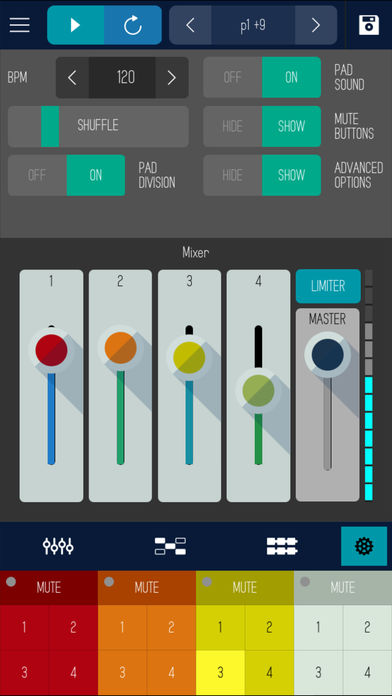 p1 +9
BPM
120
OFF
ON
PAD
SOUND
SHUFFLE
HIDE
SHOW
MUTE
BUTTONS
OFF
ON
PAD
DIVISION
HIDE
SHOW
ADVANCED
OPTIONS
Mixer
1
2
3
4
LIMITER
MASTER
MUTE
MUTE
MUTE
MUTE
1 2 1 2 1 2 1 2
3 4 3 4 3 4 3 4